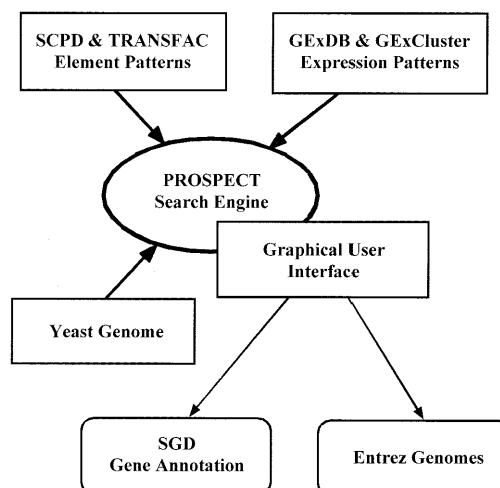 SCPD & TRANSFAC
Element Patterns
GExDB & GExCluster
Expression Patterns
PROSPECT
Search Engine
Graphical User
Interface
Yeast Genome
SGD
Gene Annotation
Entrez Genomes